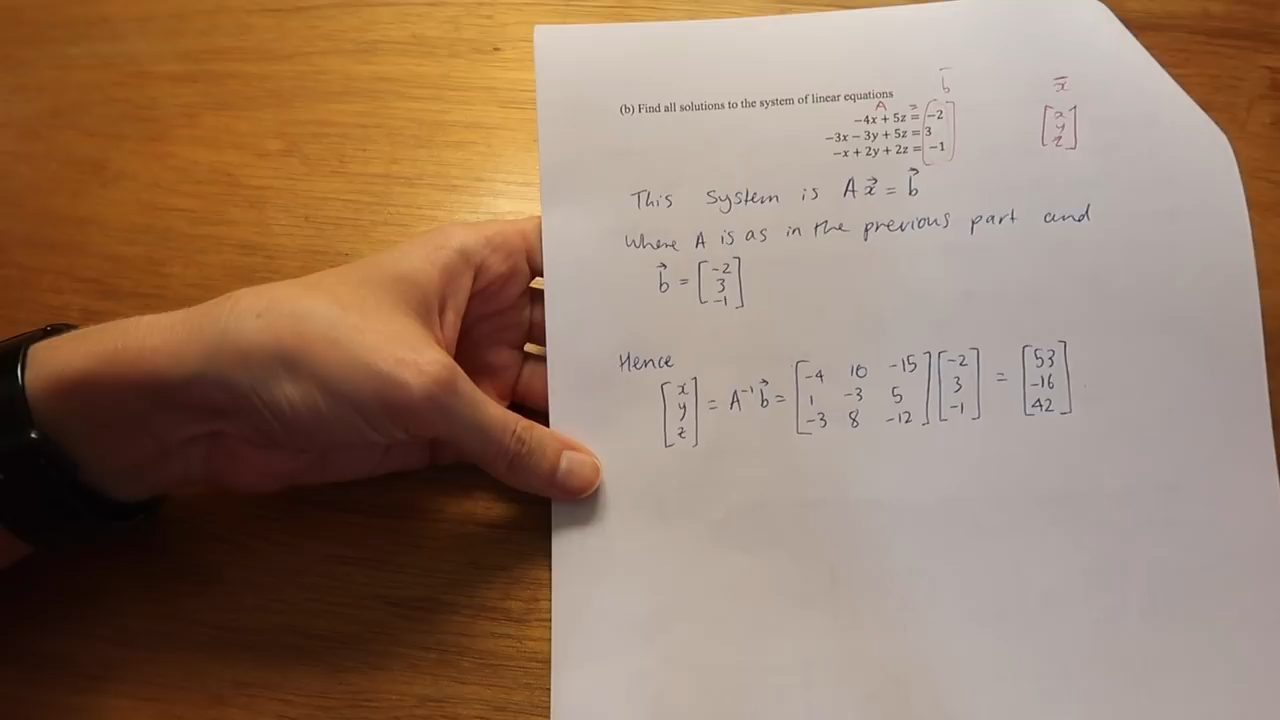 b̄
x̄
(b) Find all solutions to the system of linear equations
A =
−4x + 5z = [−2]
−3x − 3y + 5z = [3]
−x + 2y + 2z = [−1]
[x]
[y]
[z]
This System is A x⃗ = b⃗
Where A is as in the previous part and
b⃗ = [−2]
[3]
[−1]
Hence
[x] [−4 10 −15] [−2] [53]
[y] = A⁻¹ b⃗ = [1 −3 5] [3] = [−16]
[z] [−3 8 −12] [−1] [42]